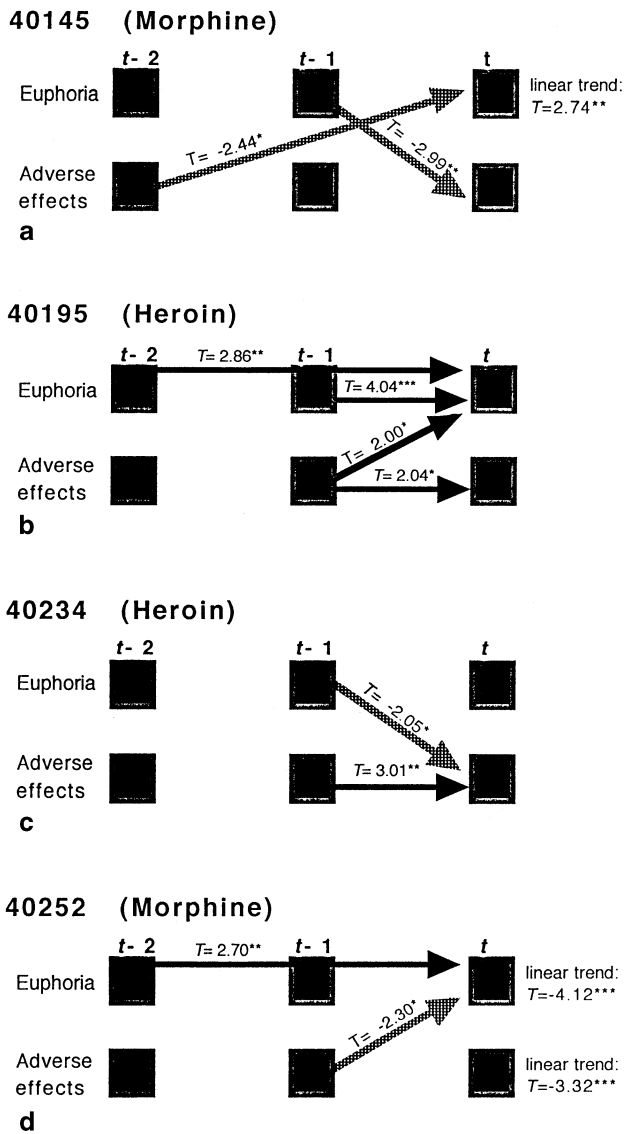 40145 (Morphine)
t- 2 t- 1 t
Euphoria
linear trend:
T=2.74**
T= -2.44*
T= -2.99**
Adverse
effects
a
40195 (Heroin)
t- 2 t- 1 t
T= 2.86**
Euphoria
T= 4.04***
T= 2.00*
Adverse
effects
T= 2.04*
b
40234 (Heroin)
t- 2 t- 1 t
Euphoria
T= -2.05*
Adverse
effects
T= 3.01**
c
40252 (Morphine)
t- 2 t- 1 t
T= 2.70**
Euphoria
linear trend:
T=-4.12***
T= -2.30*
Adverse
effects
linear trend:
T=-3.32***
d